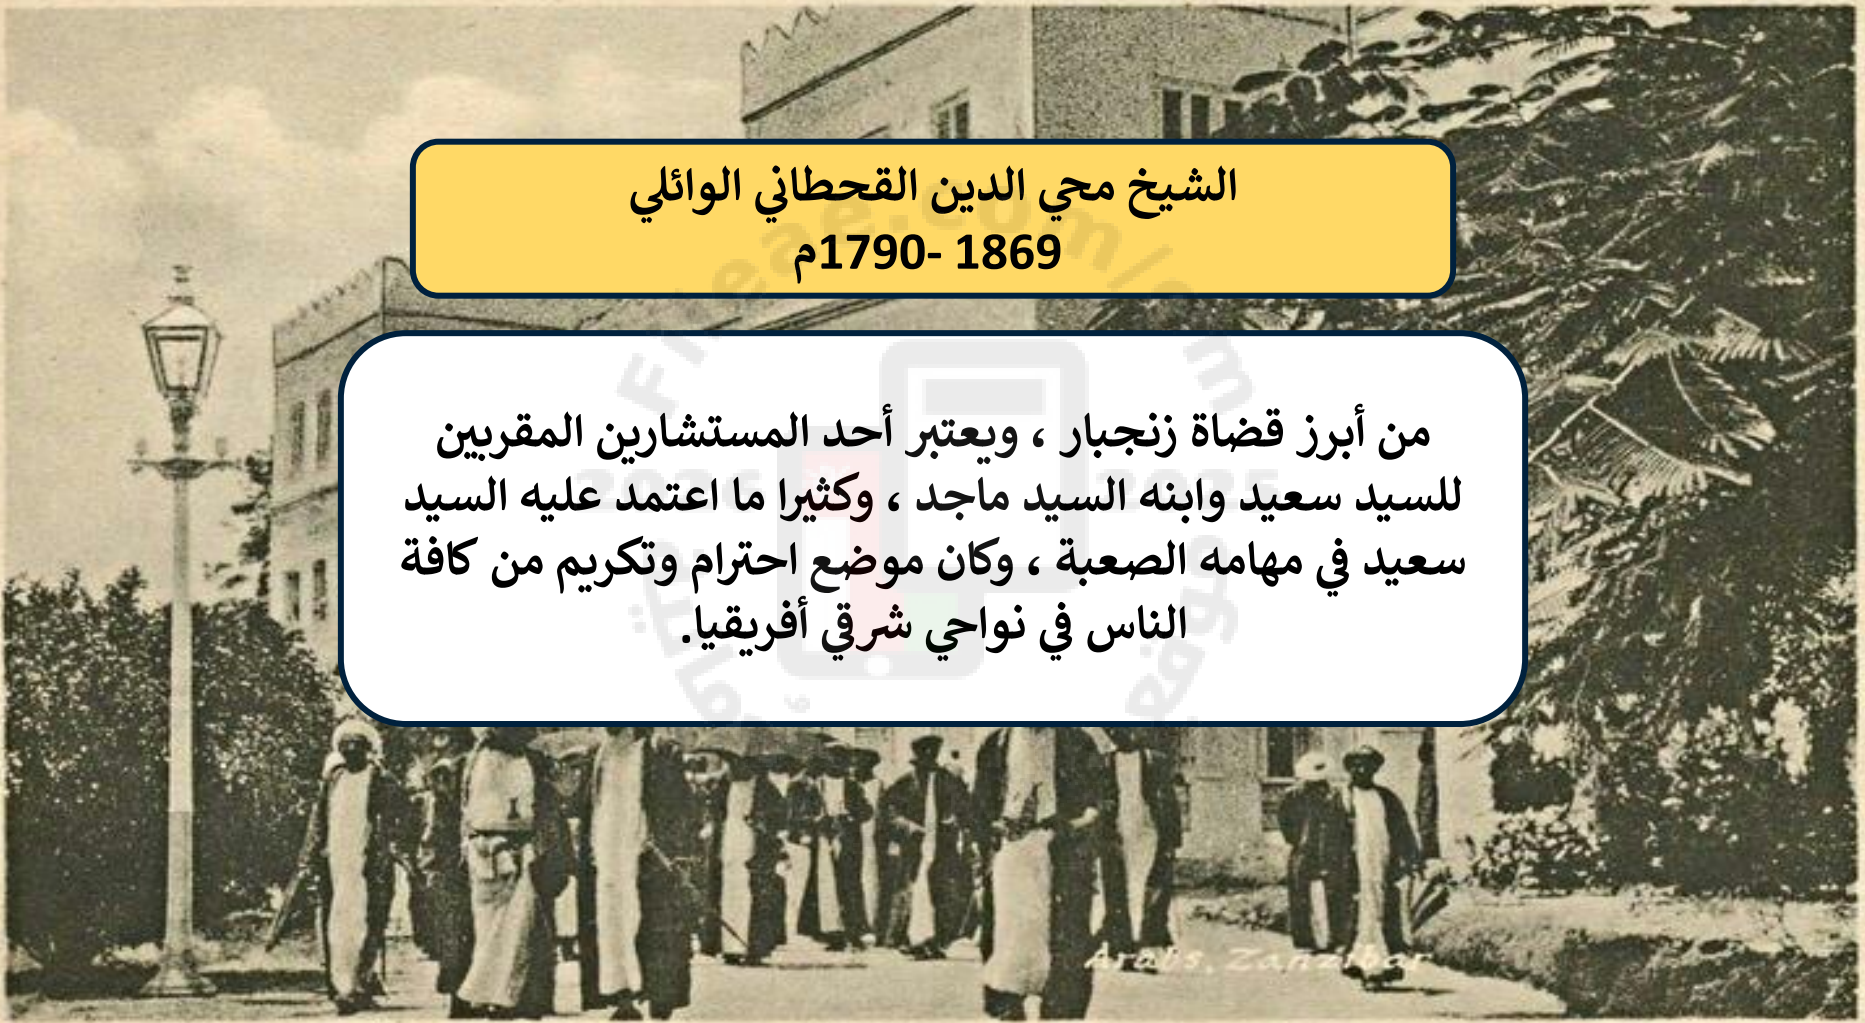 الشيخ محي الدين القحطاني الوائلي
1790- 1869م
من أبرز قضاة زنجبار ، ويعتبر أحد المستشارين المقربين
للسيد سعيد وابنه السيد ماجد ، وكثيرا ما اعتمد عليه السيد
سعيد في مهامه الصعبة ، وكان موضع احترام وتكريم من كافة
الناس في نواحي شرقي أفريقيا.
Arabs, Zanzibar